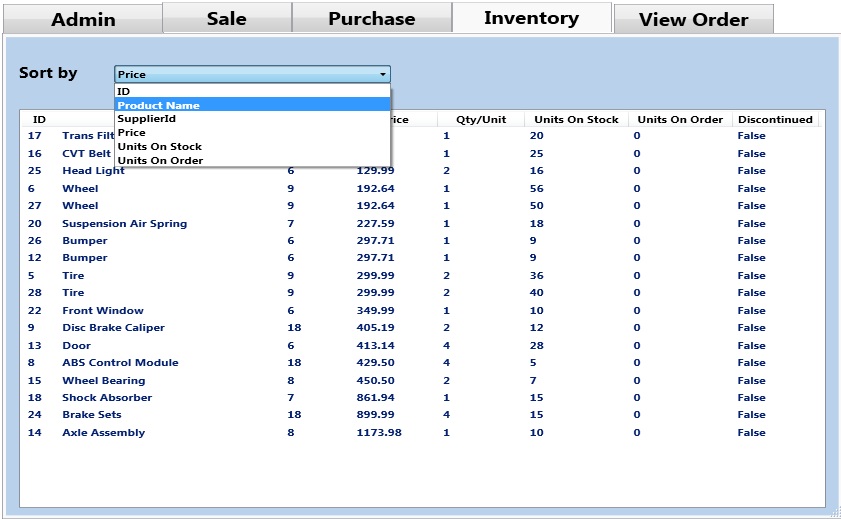 Admin Sale Purchase Inventory View Order
Sort by Price
ID
Product Name
SupplierId
Price
Units On Stock
Units On Order
ID Qty/Unit Units On Stock Units On Order Discontinued
17 Trans 1 20 0 False
16 CVT Belt 1 25 0 False
25 Head Light 6 129.99 2 16 0 False
6 Wheel 9 192.64 1 56 0 False
27 Wheel 9 192.64 1 50 0 False
20 Suspension Air Spring 7 227.59 1 18 0 False
26 Bumper 6 297.71 1 9 0 False
12 Bumper 6 297.71 1 9 0 False
5 Tire 9 299.99 2 36 0 False
28 Tire 9 299.99 2 40 0 False
22 Front Window 6 349.99 1 10 0 False
9 Disc Brake Caliper 18 405.19 2 12 0 False
13 Door 6 413.14 4 28 0 False
8 ABS Control Module 18 429.50 4 5 0 False
15 Wheel Bearing 8 450.50 2 7 0 False
18 Shock Absorber 7 861.94 1 15 0 False
24 Brake Sets 18 899.99 4 15 0 False
14 Axle Assembly 8 1173.98 1 10 0 False